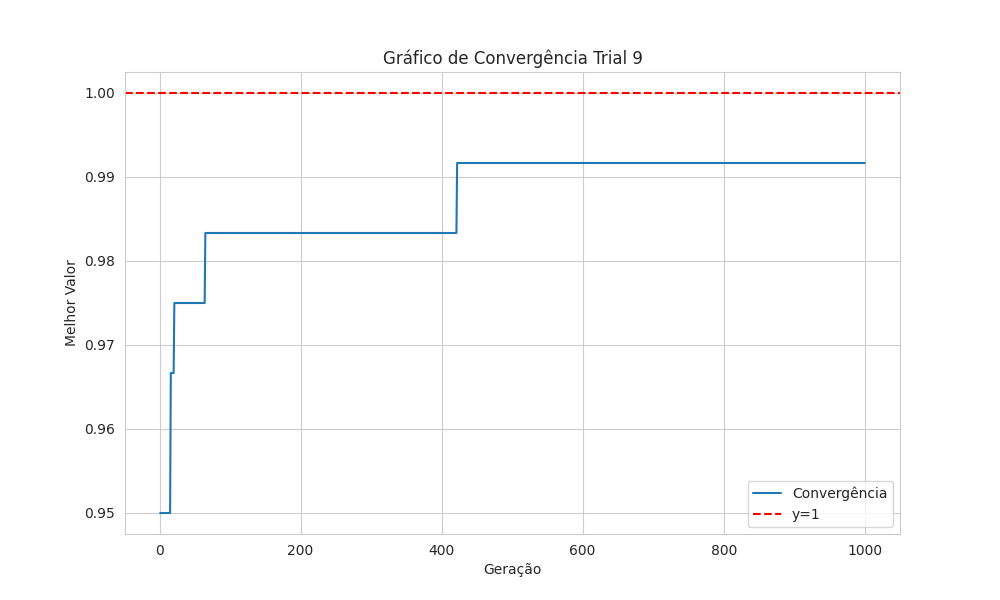 Gráfico de Convergência Trial 9
1.00
0.99
0.98
0.97
0.96
0.95
Melhor Valor
0
200
400
600
800
1000
Geração
Convergência
y=1